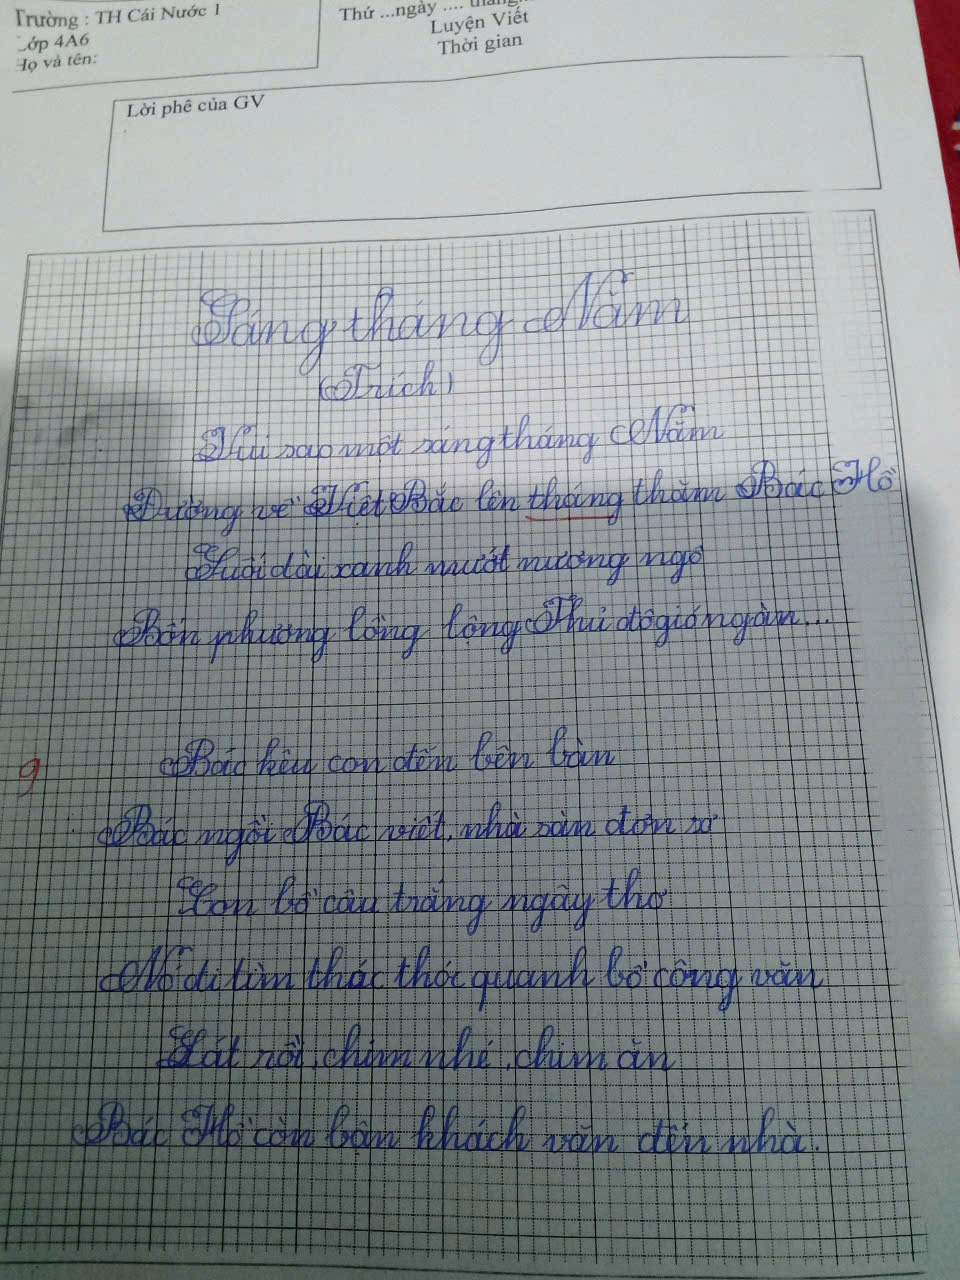 Trường : TH Cái Nước 1
Thứ ...ngày .... tháng...
Lớp 4A6
Luyện Viết
Họ và tên:
Thời gian
Lời phê của GV
Sáng tháng Năm
(Trích)
Vui sao một sáng tháng Năm
Đường về Việt Bắc lên tháng thăm Bác Hồ
Suối dài xanh mướt nương ngô
Bốn phương lồng lộng Thủ đô gió ngàn...
9
Bác kêu con đến bên bàn
Bác ngồi Bác viết, nhà sàn đơn sơ
Con bồ câu trắng ngây thơ
Nó đi tìm thác thóc quanh bồ công văn
Lát rồi, chim nhé, chim ăn
Bác Hồ còn bận khách văn đến nhà.